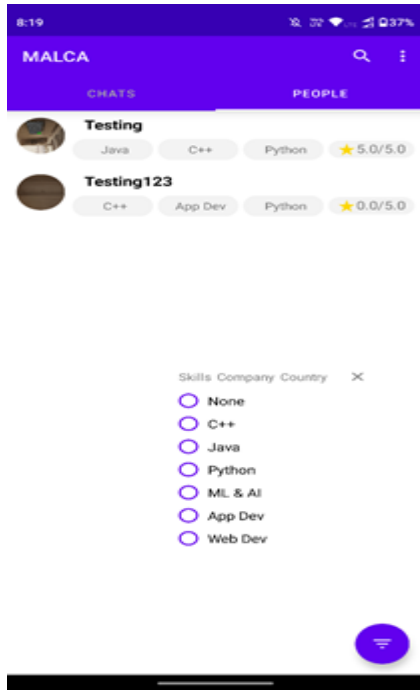 8:19 37%
MALCA
CHATS PEOPLE
Testing
Java C++ Python 5.0/5.0
Testing123
C++ App Dev Python 0.0/5.0
Skills Company Country
None
C++
Java
Python
ML & AI
App Dev
Web Dev